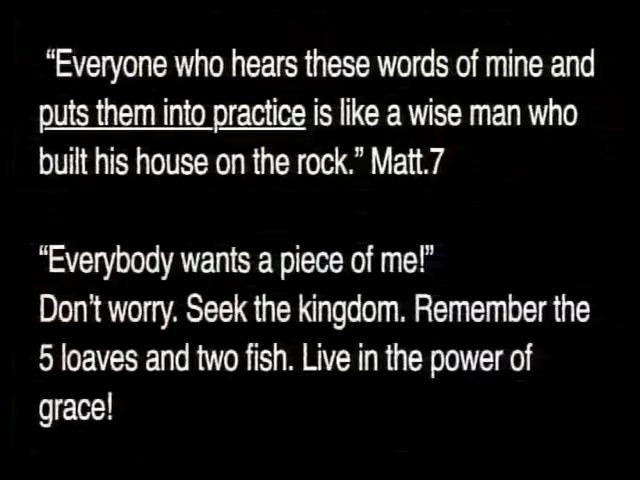 “Everyone who hears these words of mine and
puts them into practice is like a wise man who
built his house on the rock.” Matt.7
“Everybody wants a piece of me!”
Don’t worry. Seek the kingdom. Remember the
5 loaves and two fish. Live in the power of
grace!